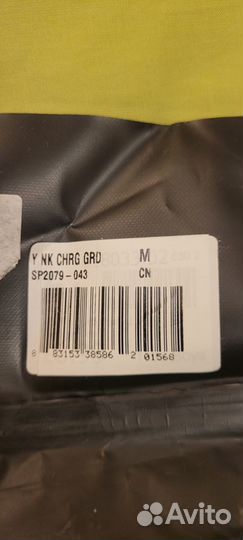 Y NK CHRG GRD M
SP2079-043 CN
8 83153 38586 2 01568
Avito